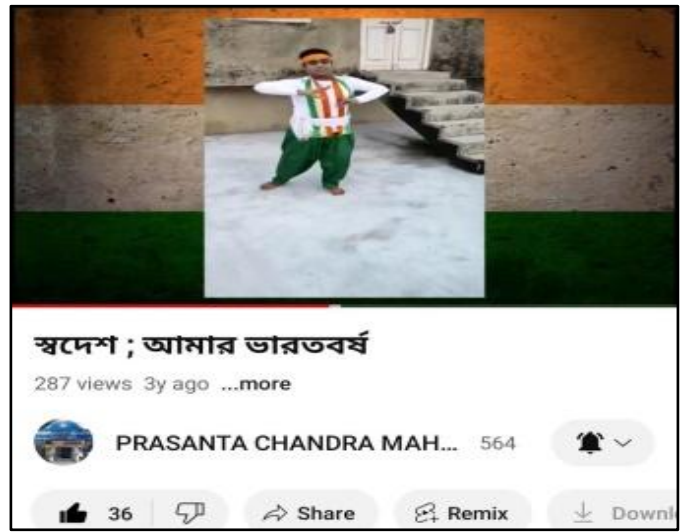 স্বদেশ ; আমার ভারতবর্ষ
287 views 3y ago ...more
PRASANTA CHANDRA MAH... 564
36 Share Remix Downl